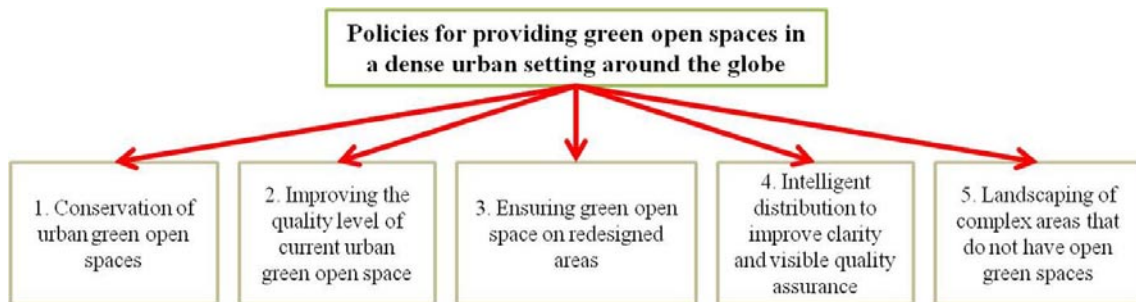 Policies for providing green open spaces in
a dense urban setting around the globe
1. Conservation of
urban green open
spaces
2. Improving the
quality level of
current urban
green open space
3. Ensuring green open
space on redesigned
areas
4. Intelligent
distribution to
improve clarity
and visible quality
assurance
5. Landscaping of
complex areas that
do not have open
green spaces